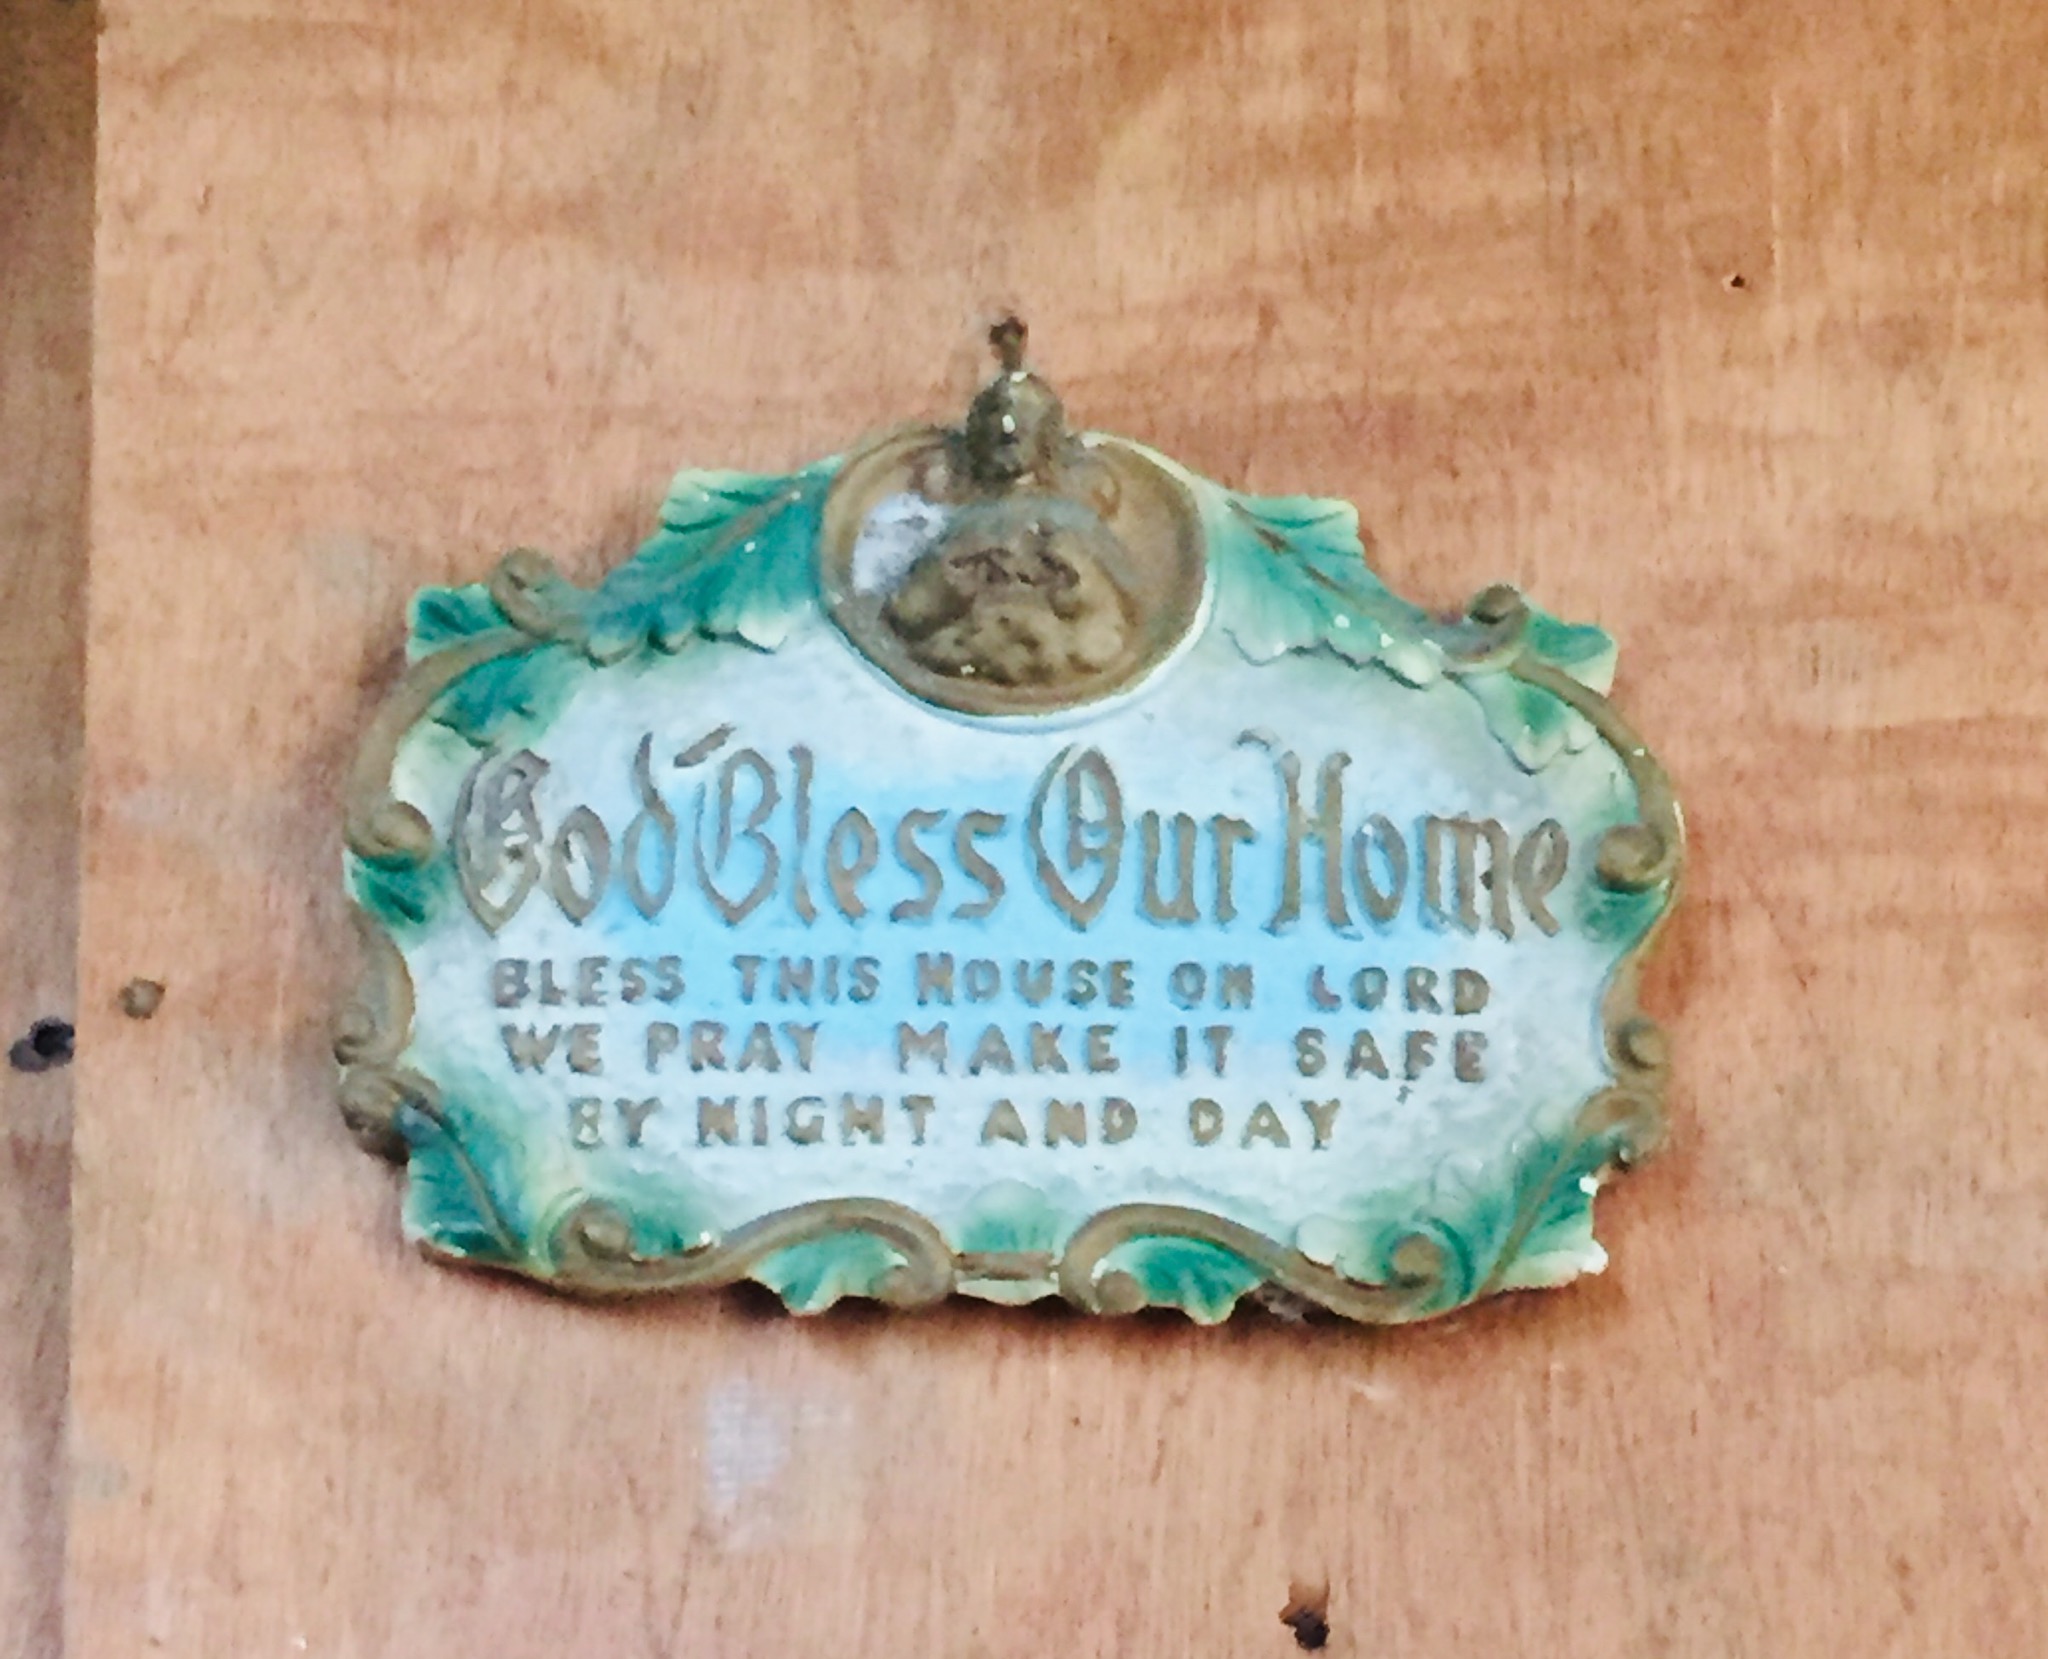 God Bless Our Home
BLESS THIS HOUSE OH LORD
WE PRAY MAKE IT SAFE
BY NIGHT AND DAY